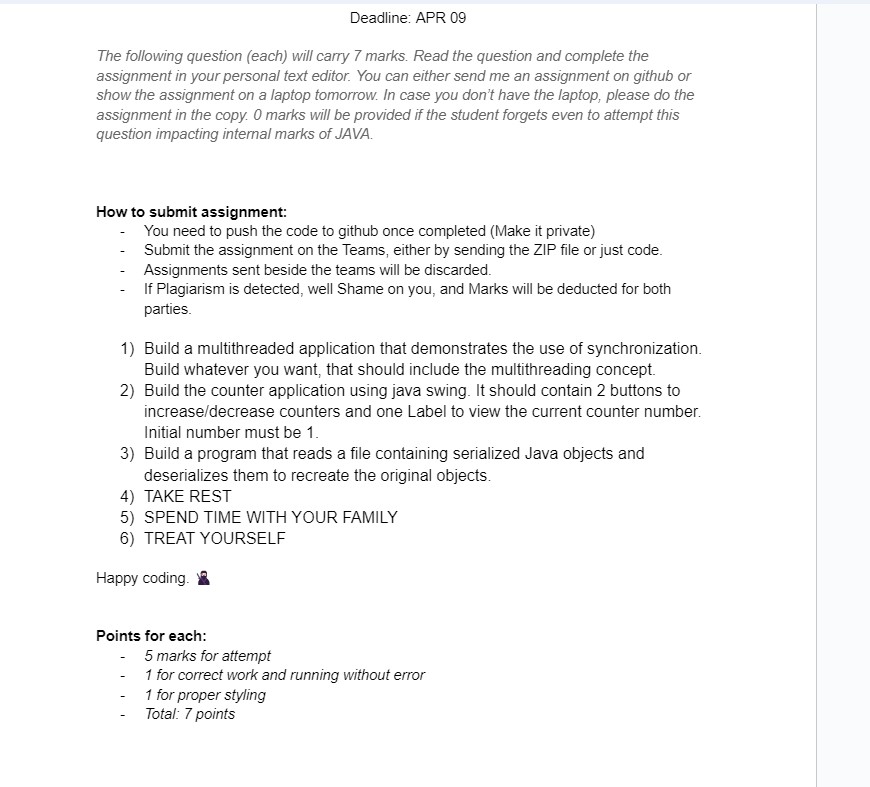 Deadline: APR 09
The following question (each) will carry 7 marks. Read the question and complete the
assignment in your personal text editor. You can either send me an assignment on github or
show the assignment on a laptop tomorrow. In case you don't have the laptop, please do the
assignment in the copy. 0 marks will be provided if the student forgets even to attempt this
question impacting internal marks of JAVA.
How to submit assignment:
- You need to push the code to github once completed (Make it private)
- Submit the assignment on the Teams, either by sending the ZIP file or just code.
- Assignments sent beside the teams will be discarded.
- If Plagiarism is detected, well Shame on you, and Marks will be deducted for both
parties.
1) Build a multithreaded application that demonstrates the use of synchronization.
Build whatever you want, that should include the multithreading concept.
2) Build the counter application using java swing. It should contain 2 buttons to
increase/decrease counters and one Label to view the current counter number.
Initial number must be 1.
3) Build a program that reads a file containing serialized Java objects and
deserializes them to recreate the original objects.
4) TAKE REST
5) SPEND TIME WITH YOUR FAMILY
6) TREAT YOURSELF
Happy coding. 🥷
Points for each:
- 5 marks for attempt
- 1 for correct work and running without error
- 1 for proper styling
- Total: 7 points